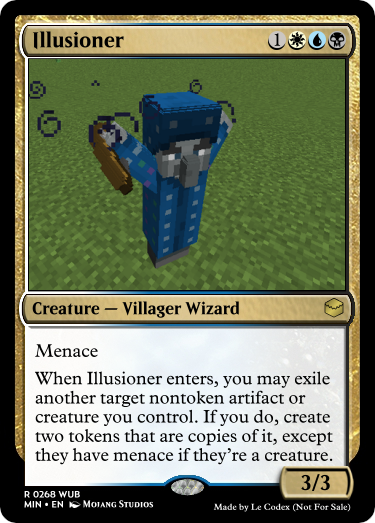 Illusioner 1
Creature — Villager Wizard
Menace
When Illusioner enters, you may exile
another target nontoken artifact or
creature you control. If you do, create
two tokens that are copies of it, except
they have menace if they're a creature.
3/3
R 0268 WUB
MIN • EN Mojang Studios
Made by Le Codex (Not For Sale)